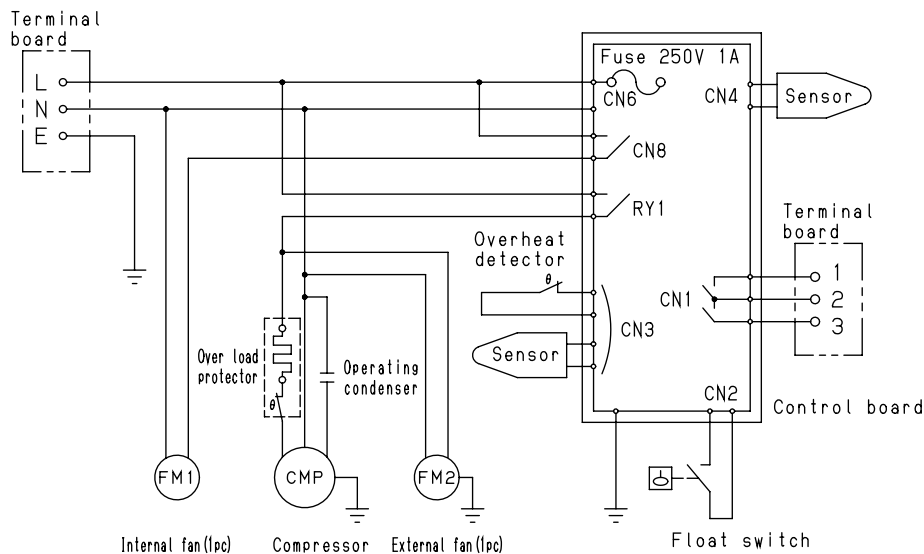 Terminal
board
L
N
E
Fuse 250V 1A
CN6
CN4
Sensor
CN8
RY1
Terminal
board
Overheat
detector
θ
1
CN1
2
CN3
3
Sensor
Over load
protector
θ
Operating
condenser
CN2
Control board
FM1
CMP
FM2
Internal fan(1pc)
Compressor
External fan(1pc)
Float switch